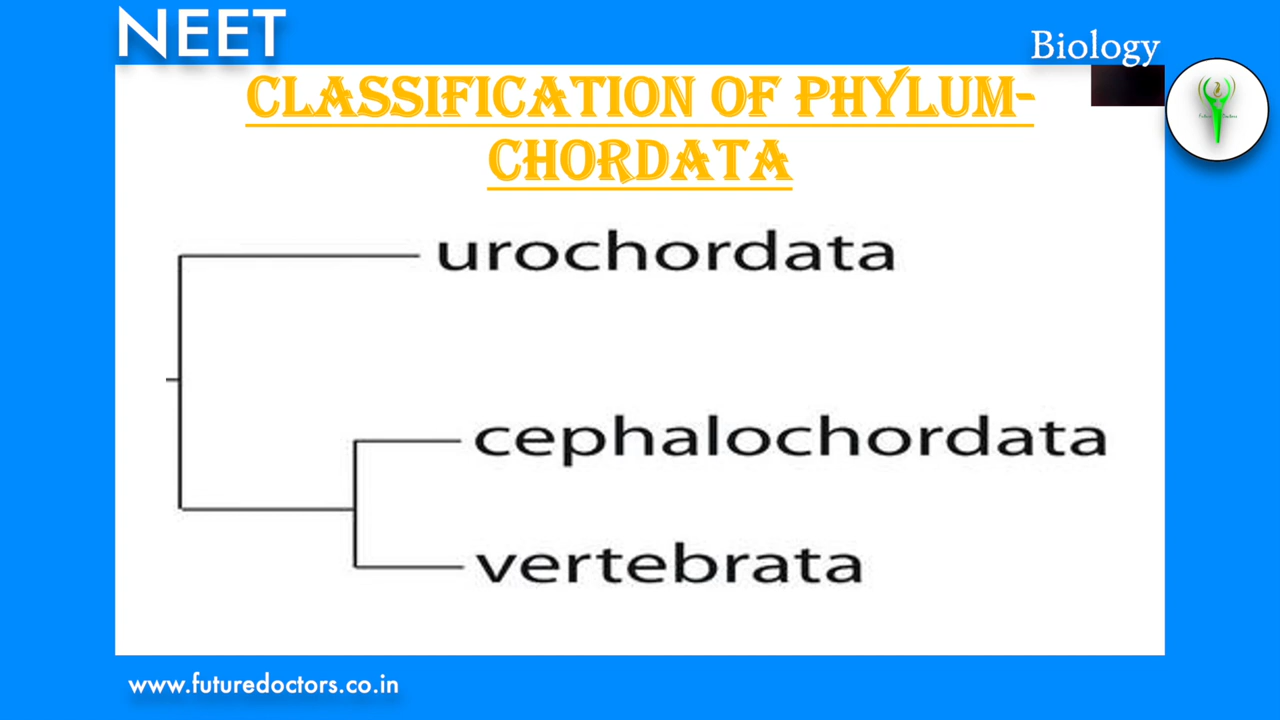 NEET
Biology
CLASSIFICATION OF PHYLUM-
CHORDATA
urochordata
cephalochordata
vertebrata
www.futuredoctors.co.in